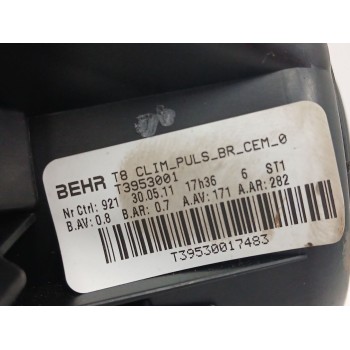 BEHR T8 CLIM_PULS_BR_CEM_0
T3953001
Nr Ctrl: 921 30.05.11 17h36 6 ST1
B.AV: 0.8 B.AR: 0.7 A.AV: 171 A.AR: 282
T39530017483